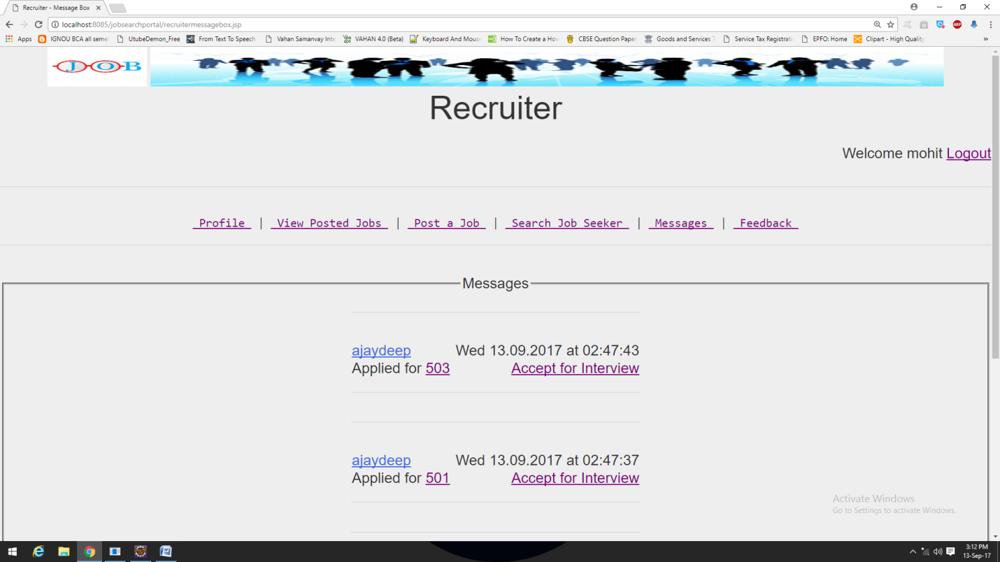 Recruiter - Message Box
localhost:8085/jobsearchportal/recruitermessagebox.jsp
Apps IGNOU BCA all semes UtubeDemon_Free From Text To Speech Vahan Samanvay Inte VAHAN 4.0 (Beta) Keyboard And Mouse How To Create a Ho CBSE Question Paper Goods and Services T Service Tax Registrati EPFO: Home Clipart - High Quality »
JOB
Recruiter
Welcome mohit Logout
Profile | View Posted Jobs | Post a Job | Search Job Seeker | Messages | Feedback
Messages
ajaydeep Wed 13.09.2017 at 02:47:43
Applied for 503 Accept for Interview
ajaydeep Wed 13.09.2017 at 02:47:37
Applied for 501 Accept for Interview
Activate Windows
Go to Settings to activate Windows.
3:12 PM
13-Sep-17